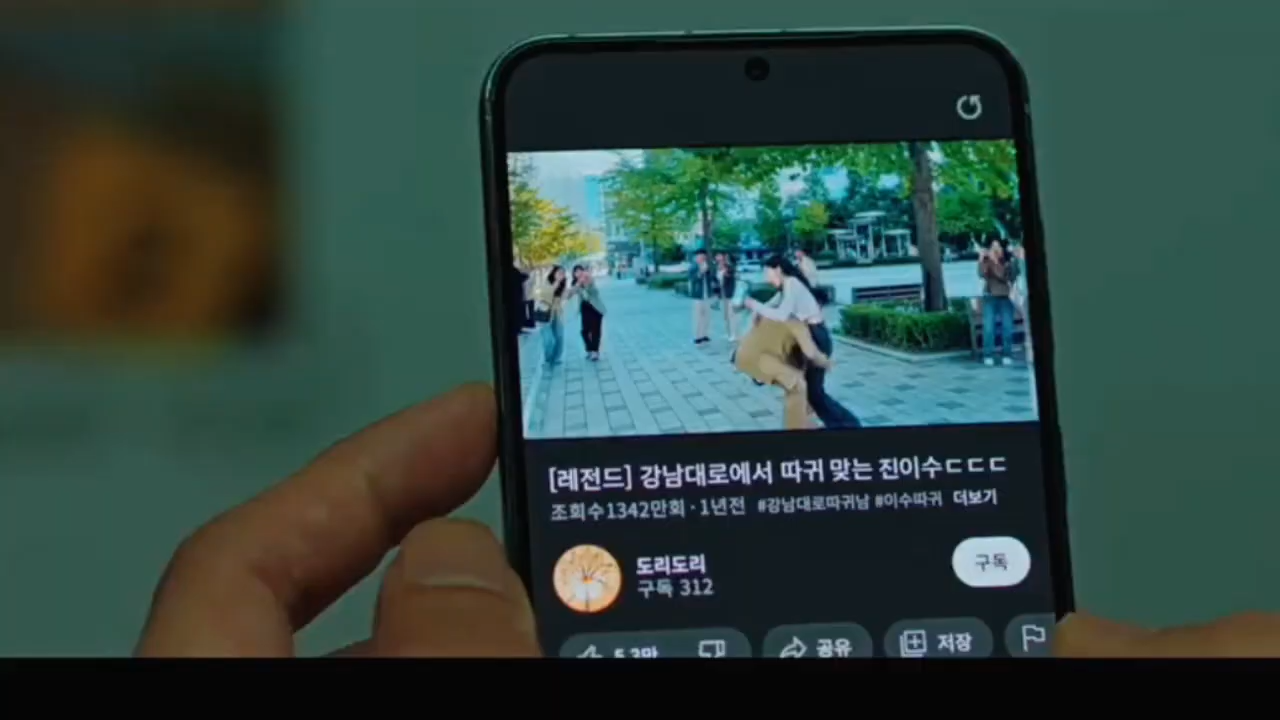 [레전드] 강남대로에서 따귀 맞는 진이수ㄷㄷㄷ
조회수1342만회 · 1년전 #강남대로따귀남 #이수따귀 더보기
도리도리
구독 312
구독
5.3만 공유 저장